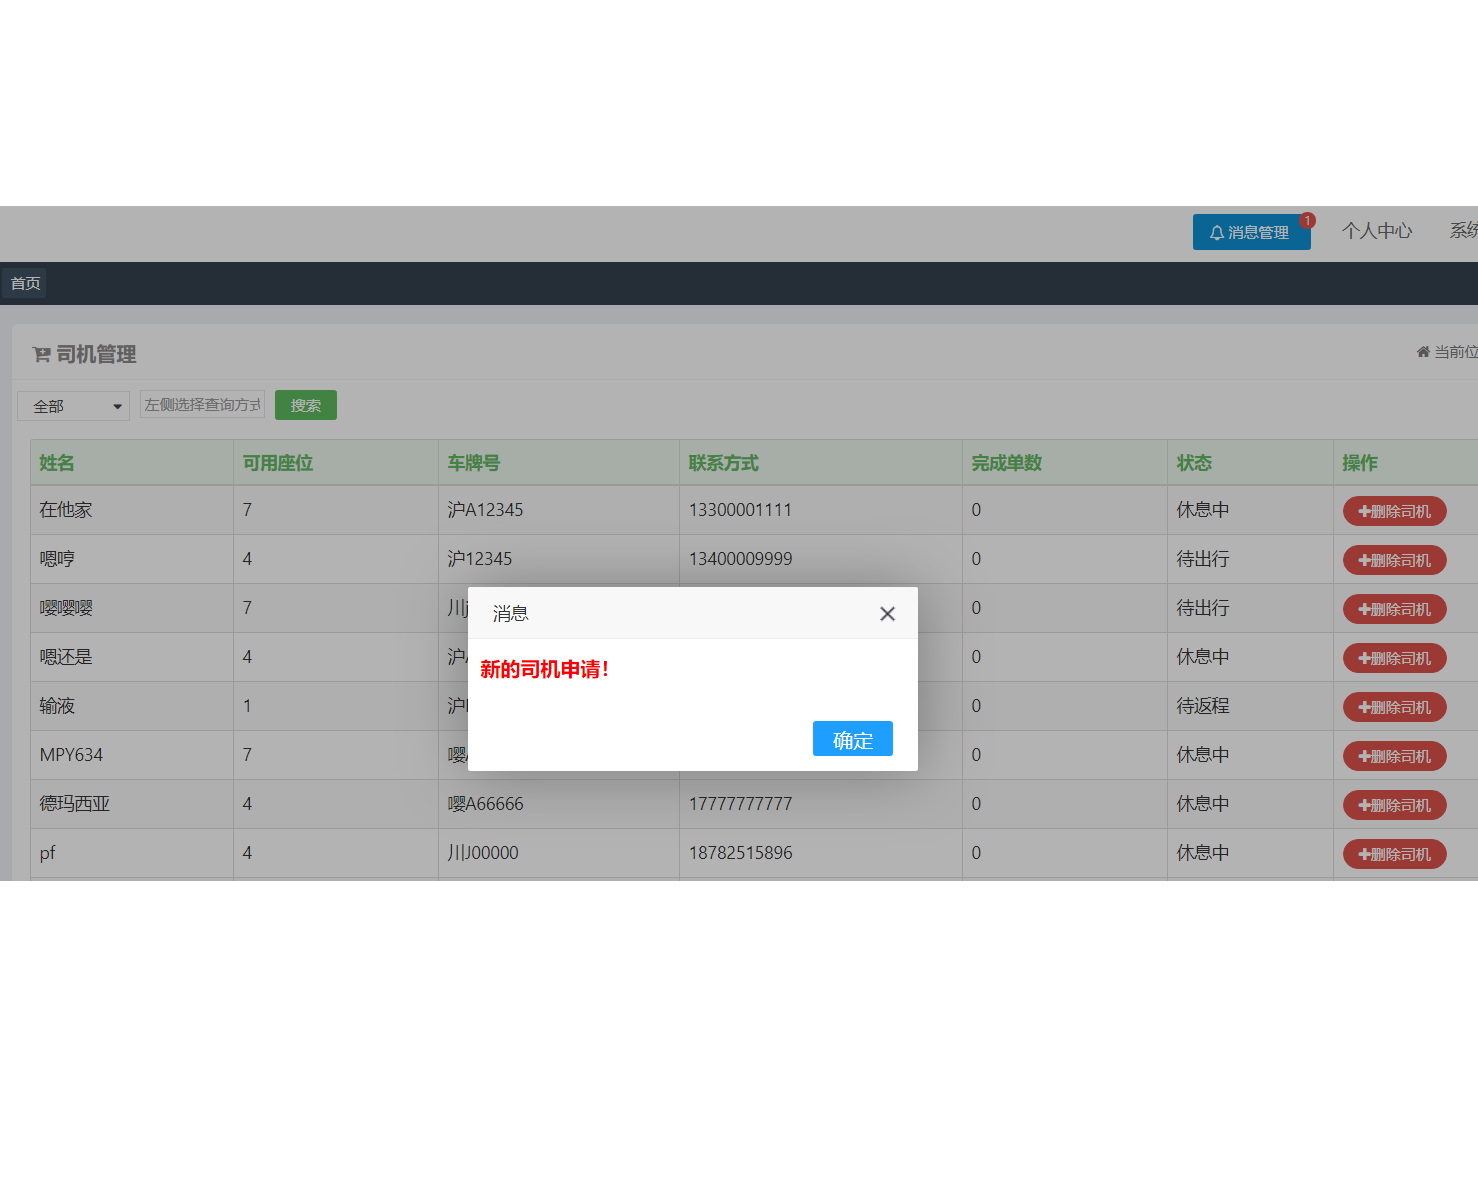 消息管理 1 个人中心 系统
首页
司机管理 当前位
全部 左侧选择查询方式 搜索
姓名 可用座位 车牌号 联系方式 完成单数 状态 操作
在他家 7 沪A12345 13300001111 0 休息中 删除司机
嗯哼 4 沪12345 13400009999 0 待出行 删除司机
嘤嘤嘤 7 川 0 待出行 删除司机
嗯还是 4 沪 0 休息中 删除司机
输液 1 沪 0 待返程 删除司机
MPY634 7 嘤 0 休息中 删除司机
德玛西亚 4 嘤A66666 17777777777 0 休息中 删除司机
pf 4 川J00000 18782515896 0 休息中 删除司机
消息
新的司机申请！
确定